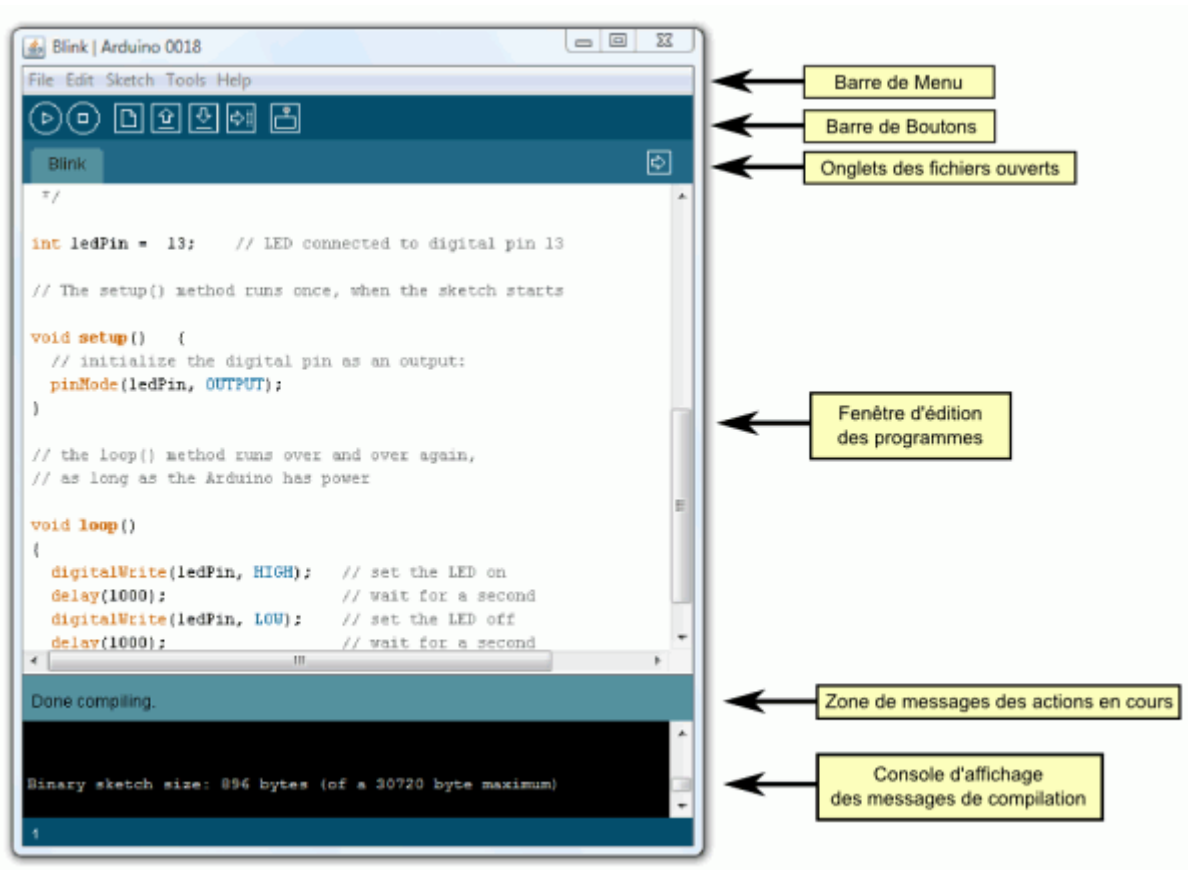 Blink | Arduino 0018
File Edit Sketch Tools Help
Barre de Menu
Barre de Boutons
Blink
Onglets des fichiers ouverts
*/
int ledPin = 13; // LED connected to digital pin 13
// The setup() method runs once, when the sketch starts
void setup() {
// initialize the digital pin as an output:
pinMode(ledPin, OUTPUT);
}
Fenêtre d'édition
des programmes
// the loop() method runs over and over again,
// as long as the Arduino has power
void loop()
{
digitalWrite(ledPin, HIGH); // set the LED on
delay(1000); // wait for a second
digitalWrite(ledPin, LOW); // set the LED off
delay(1000); // wait for a second
Done compiling.
Zone de messages des actions en cours
Binary sketch size: 896 bytes (of a 30720 byte maximum)
Console d'affichage
des messages de compilation
1